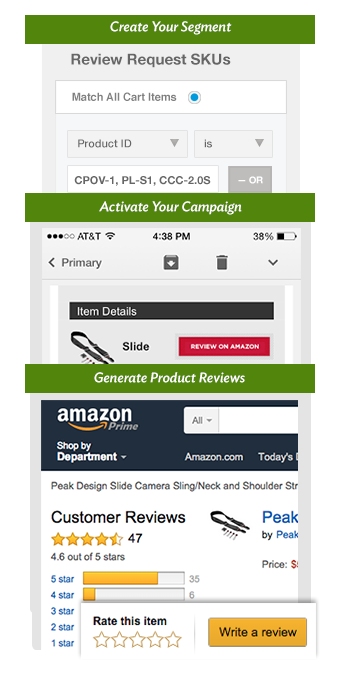 Create Your Segment
Review Request SKUs
Match All Cart Items
Product ID
is
CPOV-1, PL-S1, CCC-2.0S
– OR
Activate Your Campaign
AT&T
4:38 PM
38%
Primary
Item Details
Slide
REVIEW ON AMAZON
Generate Product Reviews
amazon
Prime
All
Shop by
Department
Amazon.com
Today's
Peak Design Slide Camera Sling/Neck and Shoulder Str
Customer Reviews
47
4.6 out of 5 stars
Peak
by Peak
Price: $
5 star
35
4 star
6
3 star
2 star
1 star
Rate this item
Write a review